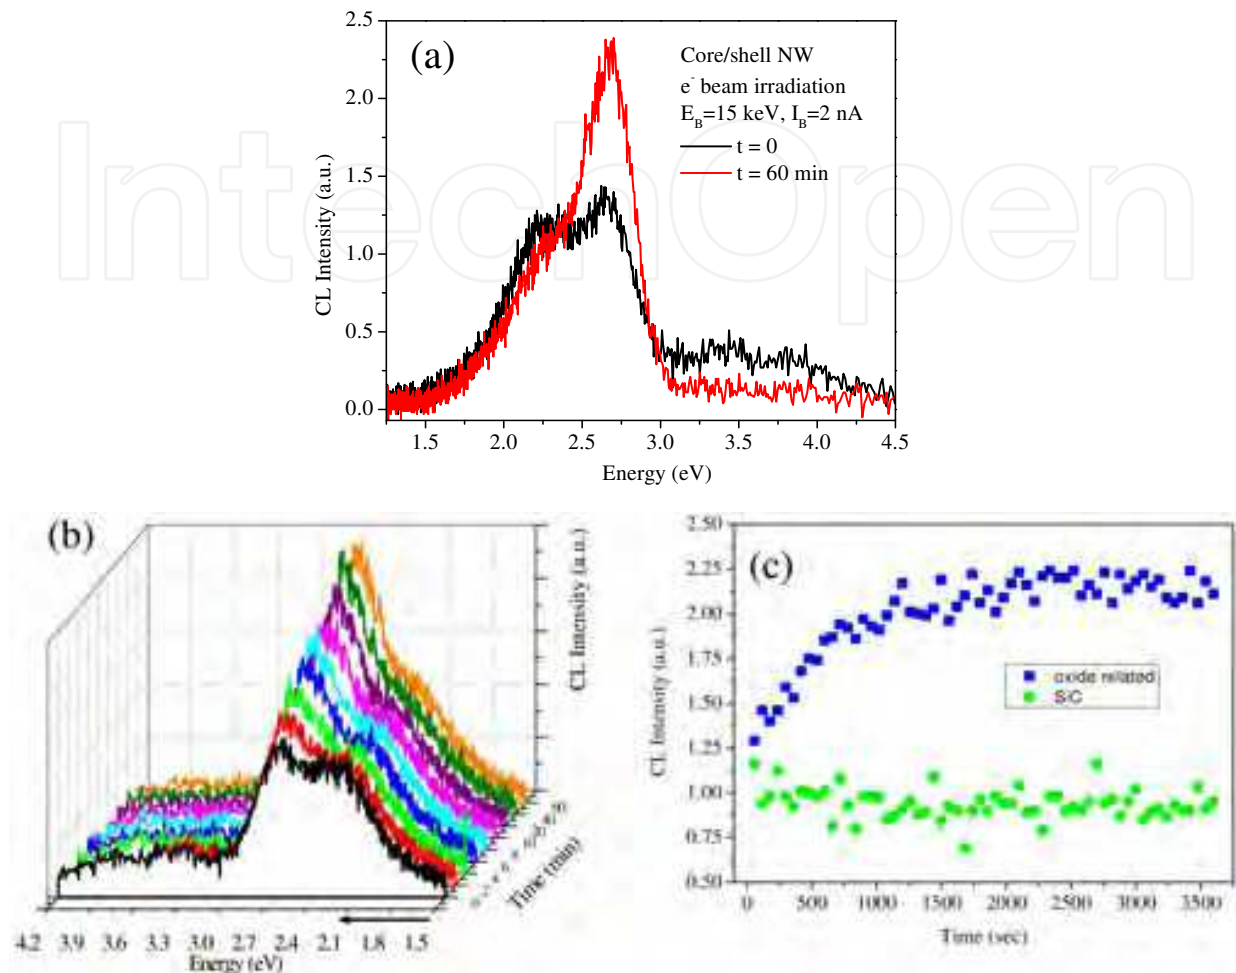 IntechOpen
(a)
Core/shell NW
e⁻ beam irradiation
E_B=15 keV, I_B=2 nA
t = 0
t = 60 min
CL Intensity (a.u.)
2.5
2.0
1.5
1.0
0.5
0.0
1.5 2.0 2.5 3.0 3.5 4.0 4.5
Energy (eV)
(b)
CL Intensity (a.u.)
Time (min)
4.2 3.9 3.6 3.3 3.0 2.7 2.4 2.1 1.8 1.5
Energy (eV)
(c)
CL Intensity (a.u.)
2.50
2.25
2.00
1.75
1.50
1.25
1.00
0.75
0.50
oxide related
SiC
0 500 1000 1500 2000 2500 3000 3500
Time (sec)